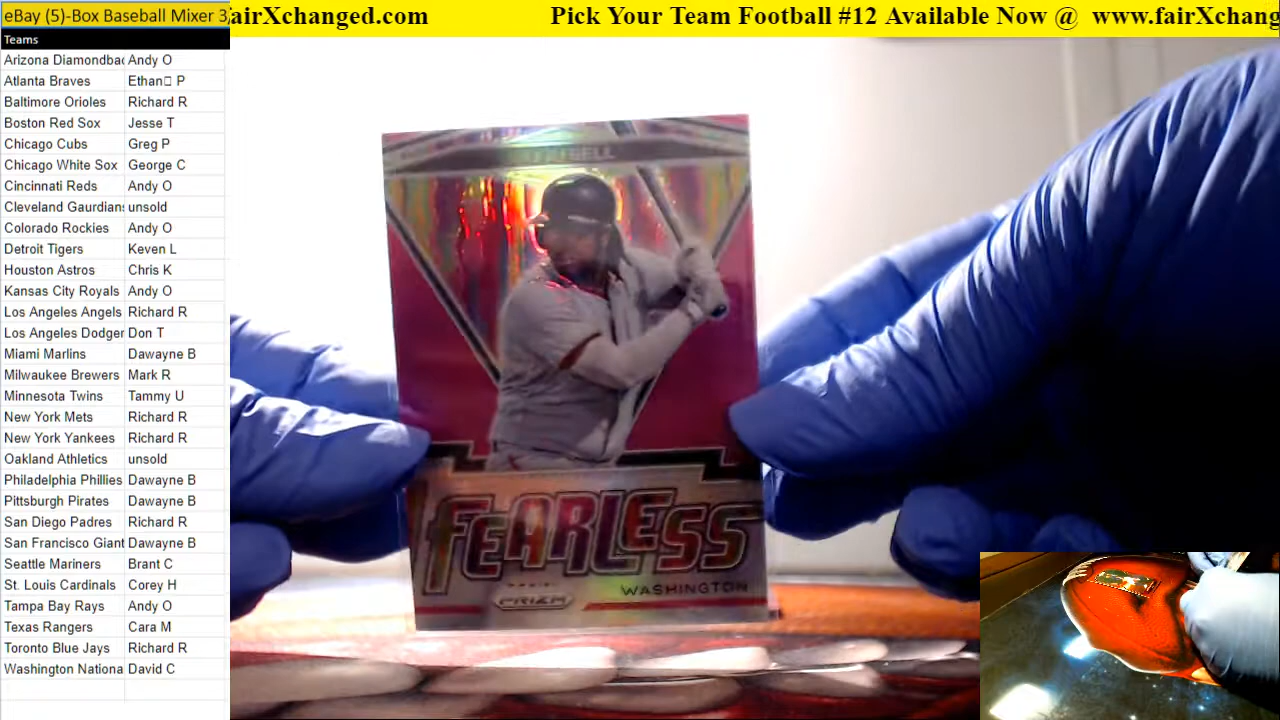 eBay (5)-Box Baseball Mixer 3/
fairXchanged.com Pick Your Team Football #12 Available Now @ www.fairXchang
Teams
Arizona Diamondbac Andy O
Atlanta Braves Ethan□ P
Baltimore Orioles Richard R
Boston Red Sox Jesse T
Chicago Cubs Greg P
Chicago White Sox George C
Cincinnati Reds Andy O
Cleveland Gaurdians unsold
Colorado Rockies Andy O
Detroit Tigers Keven L
Houston Astros Chris K
Kansas City Royals Andy O
Los Angeles Angels Richard R
Los Angeles Dodger Don T
Miami Marlins Dawayne B
Milwaukee Brewers Mark R
Minnesota Twins Tammy U
New York Mets Richard R
New York Yankees Richard R
Oakland Athletics unsold
Philadelphia Phillies Dawayne B
Pittsburgh Pirates Dawayne B
San Diego Padres Richard R
San Francisco Giant Dawayne B
Seattle Mariners Brant C
St. Louis Cardinals Corey H
Tampa Bay Rays Andy O
Texas Rangers Cara M
Toronto Blue Jays Richard R
Washington Nationa David C
FEARLESS
WASHINGTON
PRIZM